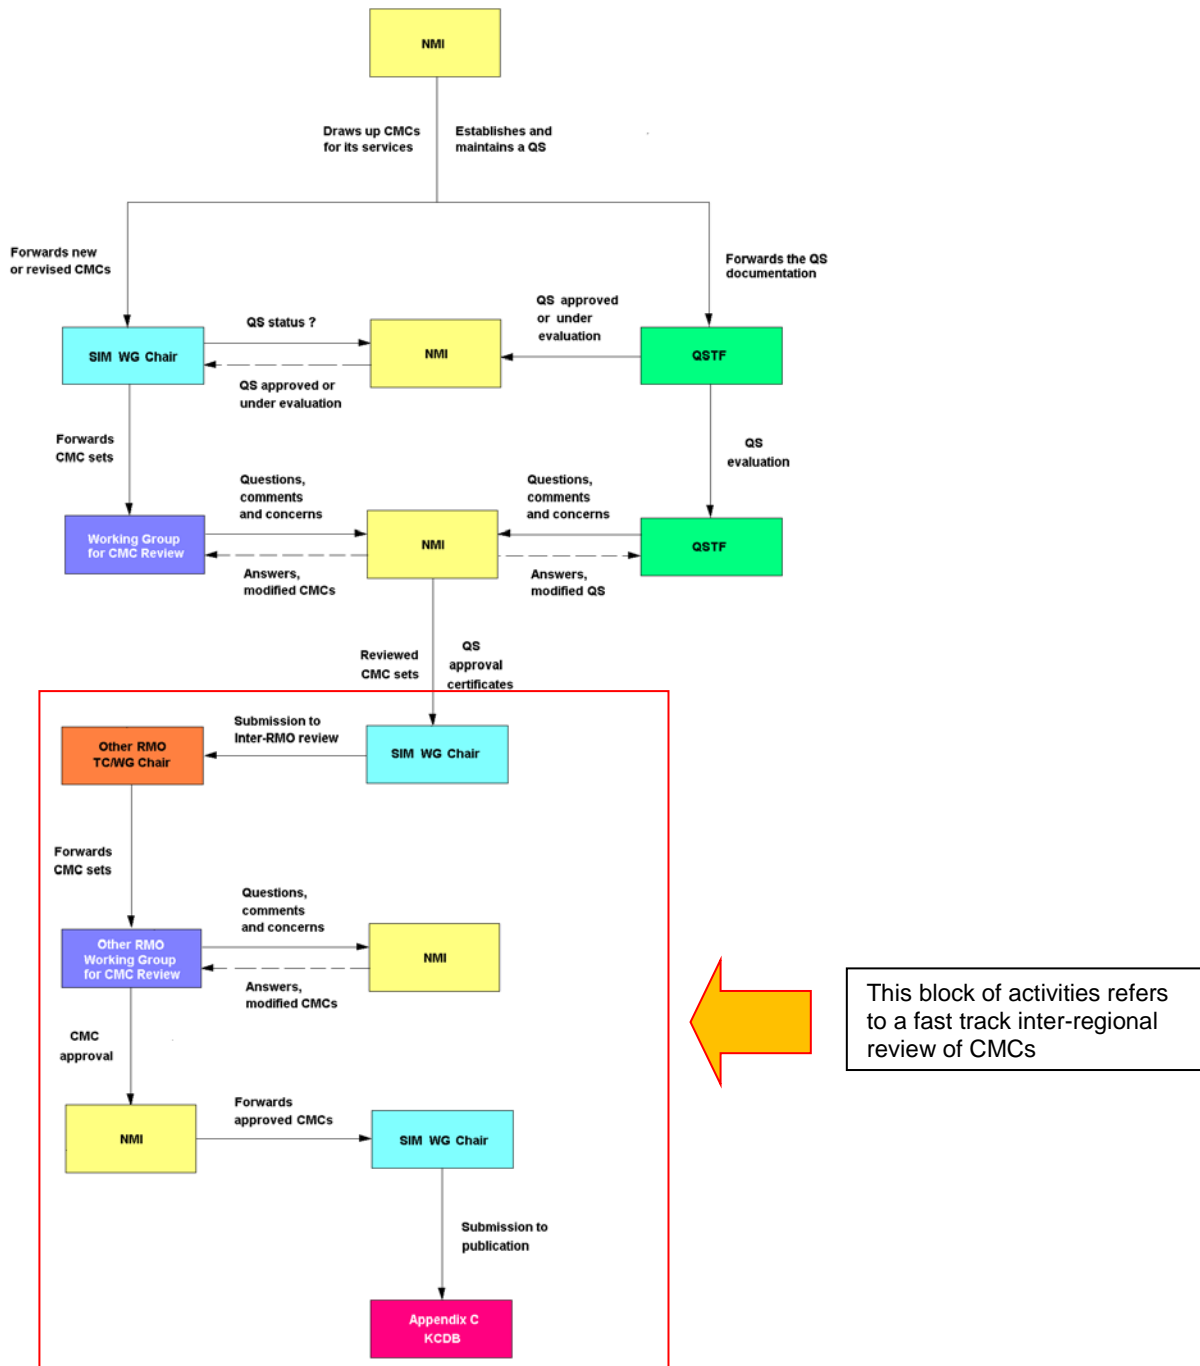 NMI
Draws up CMCs
for its services
Establishes and
maintains a QS
Forwards new
or revised CMCs
Forwards the QS
documentation
QS status ?
QS approved
or under
evaluation
SIM WG Chair
NMI
QSTF
QS approved or
under evaluation
Forwards
CMC sets
QS
evaluation
Questions,
comments
and concerns
Questions,
comments
and concerns
Working Group
for CMC Review
NMI
QSTF
Answers,
modified CMCs
Answers,
modified QS
Reviewed
CMC sets
QS
approval
certificates
Submission to
Inter-RMO review
Other RMO
TC/WG Chair
SIM WG Chair
Forwards
CMC sets
Questions,
comments
and concerns
Other RMO
Working Group
for CMC Review
NMI
Answers,
modified CMCs
This block of activities refers
to a fast track inter-regional
review of CMCs
CMC
approval
Forwards
approved CMCs
NMI
SIM WG Chair
Submission to
publication
Appendix C
KCDB